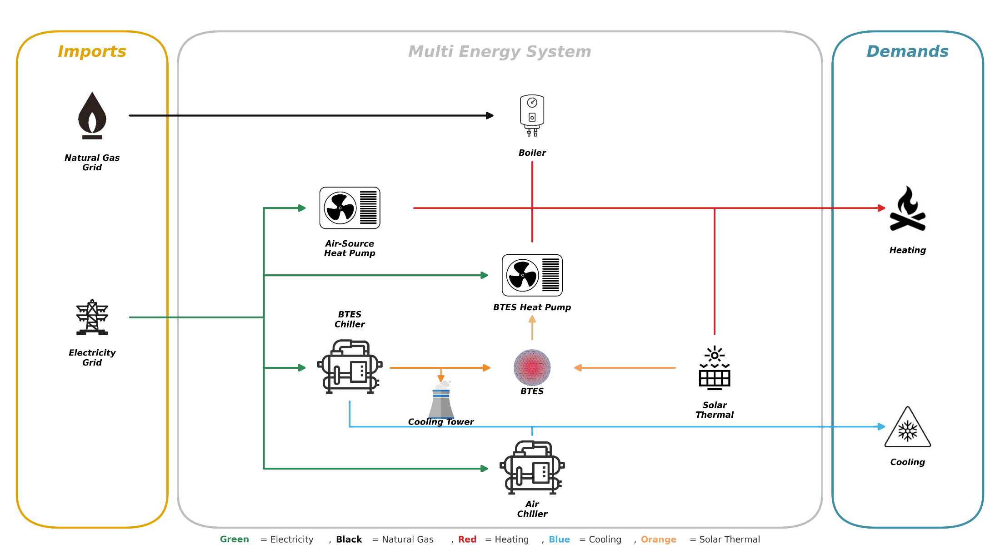 Imports
Multi Energy System
Demands
Natural Gas
Grid
Boiler
Air-Source
Heat Pump
Heating
BTES Heat Pump
BTES
Chiller
Electricity
Grid
BTES
Solar
Thermal
Cooling Tower
Cooling
Air
Chiller
Green = Electricity , Black = Natural Gas , Red = Heating , Blue = Cooling , Orange = Solar Thermal